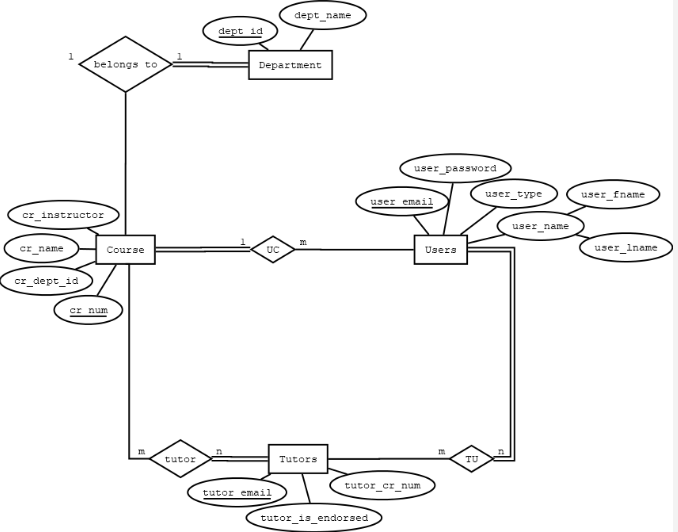 dept_name
dept_id
1
belongs to
1
Department
user_password
user_email
user_type
user_fname
user_name
user_lname
cr_instructor
cr_name
cr_dept_id
cr_num
Course
1
UC
m
Users
m
tutor
n
Tutors
m
TU
n
tutor_email
tutor_cr_num
tutor_is_endorsed